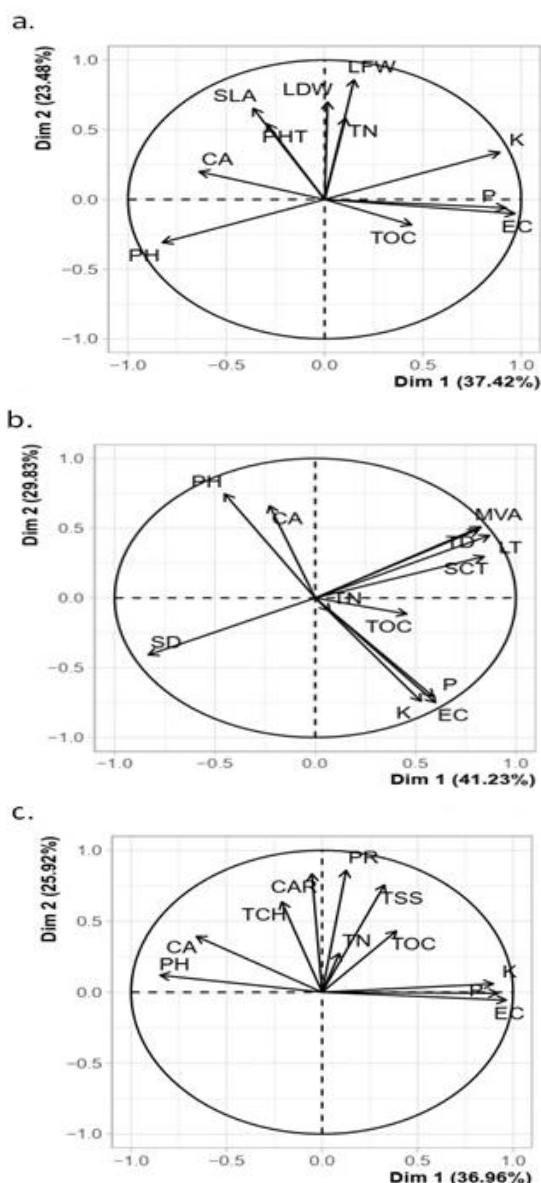 a.
Dim 2 (23.48%)
1.0
0.5
0.0
−0.5
−1.0
LFW
LDW
SLA
PHT
TN
K
CA
P
EC
TOC
PH
−1.0 −0.5 0.0 0.5 1.0
Dim 1 (37.42%)
b.
Dim 2 (29.83%)
1.0
0.5
0.0
−0.5
−1.0
PH
CA
MVA
TD
LT
SCT
TN
TOC
SD
P
K
EC
−1.0 −0.5 0.0 0.5 1.0
Dim 1 (41.23%)
c.
Dim 2 (25.92%)
1.0
0.5
0.0
−0.5
−1.0
PR
CAR
TSS
TCH
TN
TOC
CA
PH
K
P
EC
−1.0 −0.5 0.0 0.5 1.0
Dim 1 (36.96%)